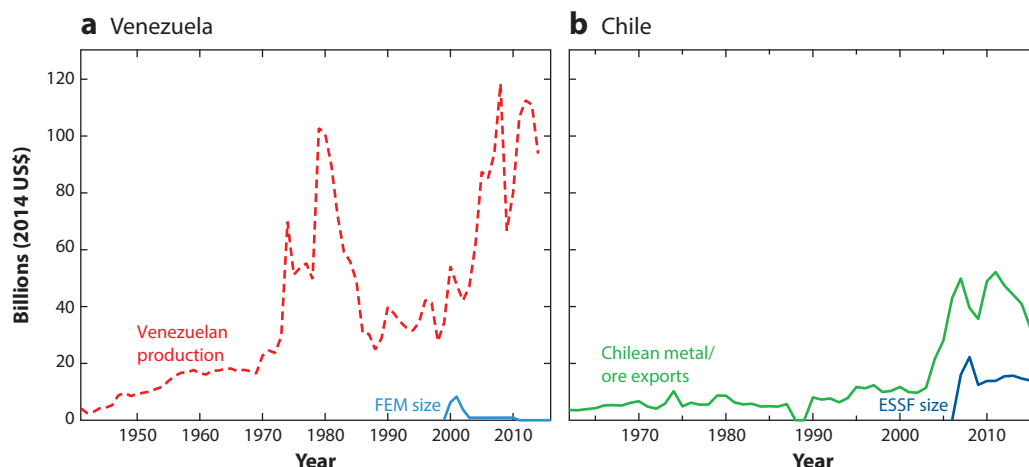 a Venezuela
b Chile
Billions (2014 US$)
120
100
80
60
40
20
0
Venezuelan
production
FEM size
Chilean metal/
ore exports
ESSF size
1950 1960 1970 1980 1990 2000 2010
1970 1980 1990 2000 2010
Year
Year